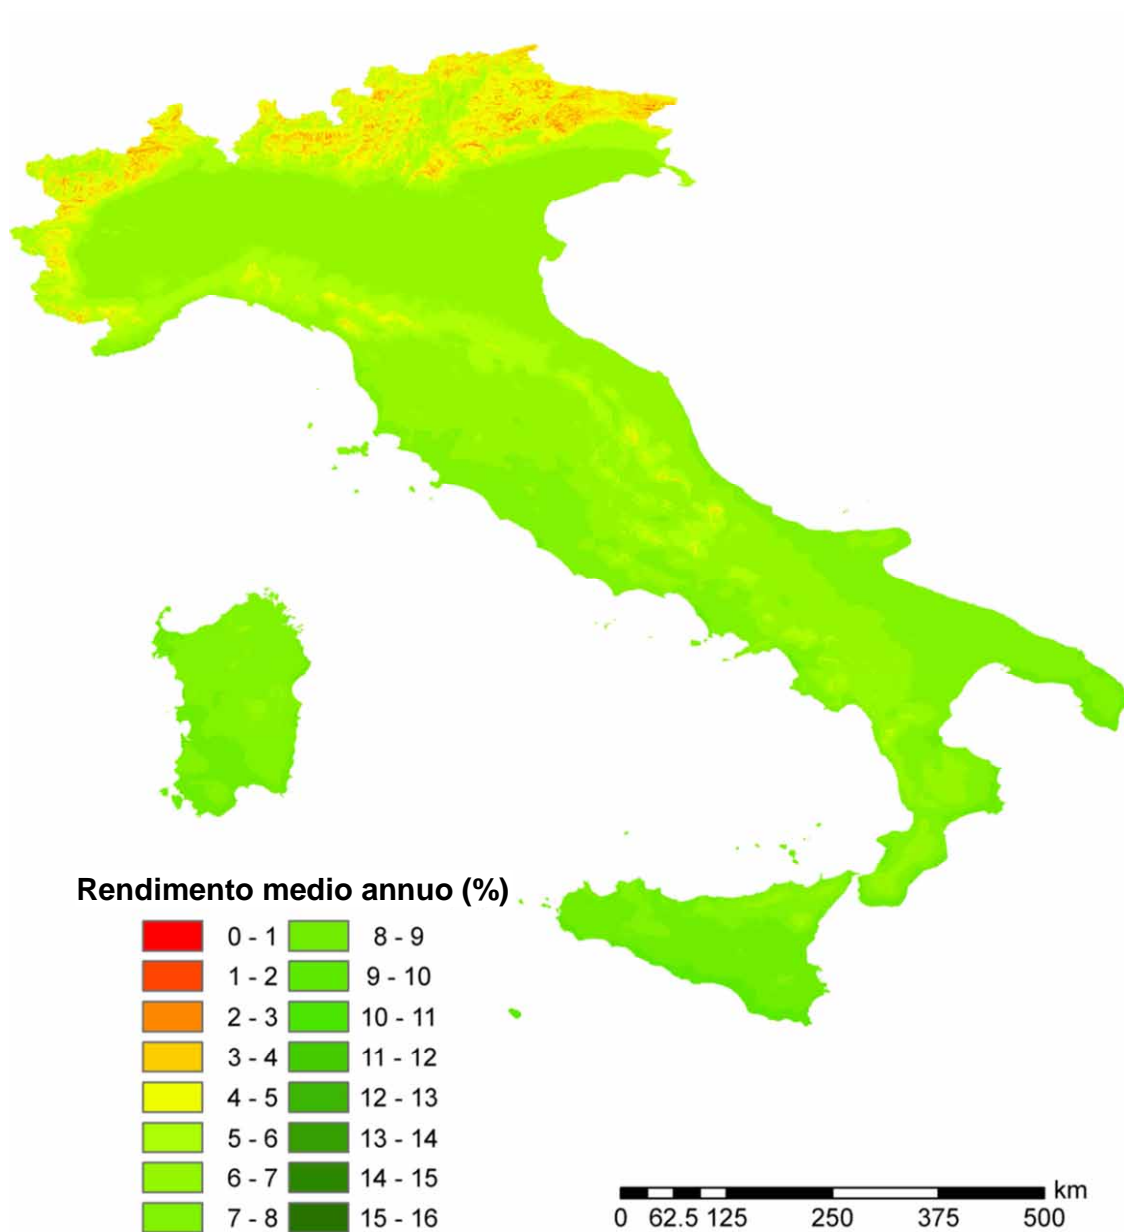 Rendimento medio annuo (%)
0 - 1 8 - 9
1 - 2 9 - 10
2 - 3 10 - 11
3 - 4 11 - 12
4 - 5 12 - 13
5 - 6 13 - 14
6 - 7 14 - 15
7 - 8 15 - 16
km
0 62.5 125 250 375 500